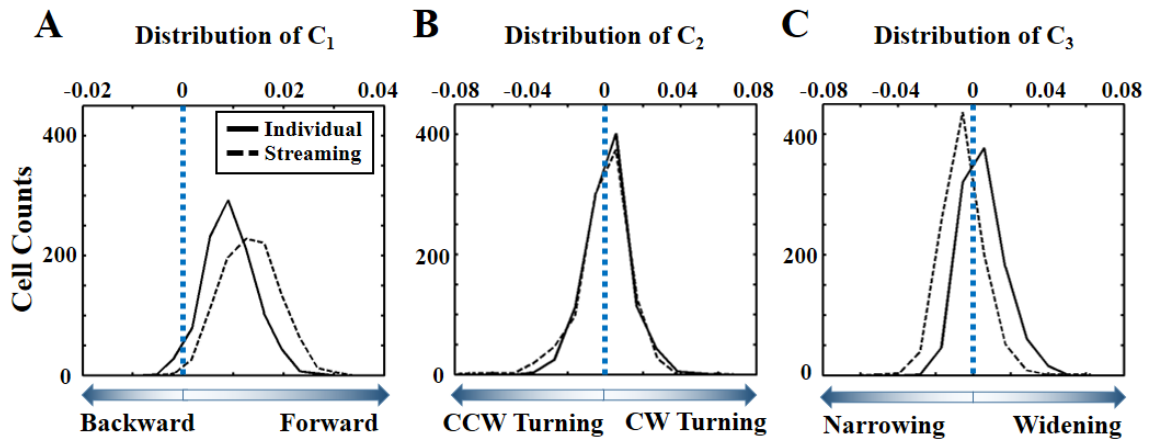 A
Distribution of C1
B
Distribution of C2
C
Distribution of C3
-0.02 0 0.02 0.04
-0.08 -0.04 0 0.04 0.08
-0.08 -0.04 0 0.04 0.08
Individual
Streaming
Cell Counts
400
200
0
400
200
0
400
200
0
Backward Forward
CCW Turning CW Turning
Narrowing Widening